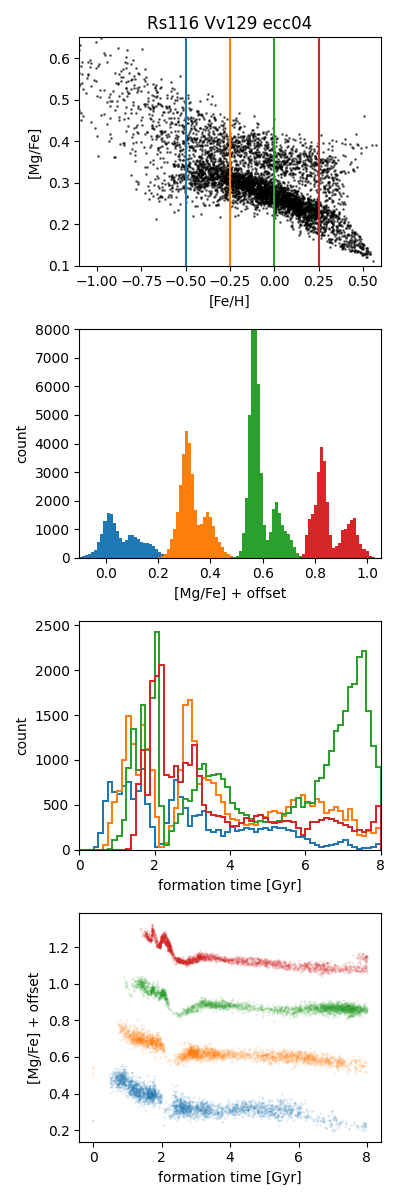 Rs116 Vv129 ecc04
0.6
0.5
0.4
0.3
0.2
0.1
[Mg/Fe]
−1.00 −0.75 −0.50 −0.25 0.00 0.25 0.50
[Fe/H]
8000
7000
6000
5000
4000
3000
2000
1000
0
count
0.0 0.2 0.4 0.6 0.8 1.0
[Mg/Fe] + offset
2500
2000
1500
1000
500
0
count
0 2 4 6 8
formation time [Gyr]
1.2
1.0
0.8
0.6
0.4
0.2
[Mg/Fe] + offset
0 2 4 6 8
formation time [Gyr]